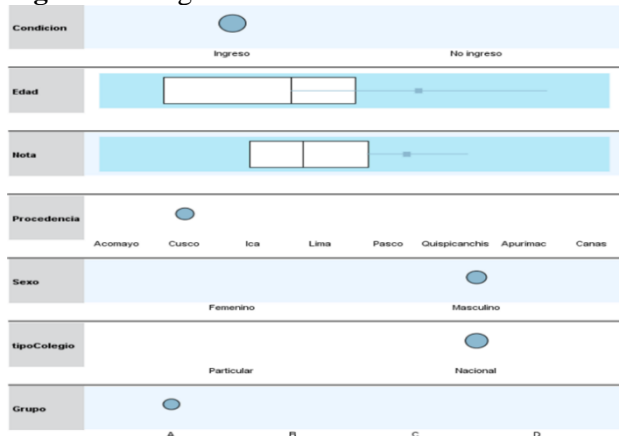 Condicion
Ingreso No ingreso
Edad
Nota
Procedencia
Acomayo Cusco Ica Lima Pasco Quispicanchis Apurimac Canas
Sexo
Femenino Masculino
tipoColegio
Particular Nacional
Grupo
A B C D